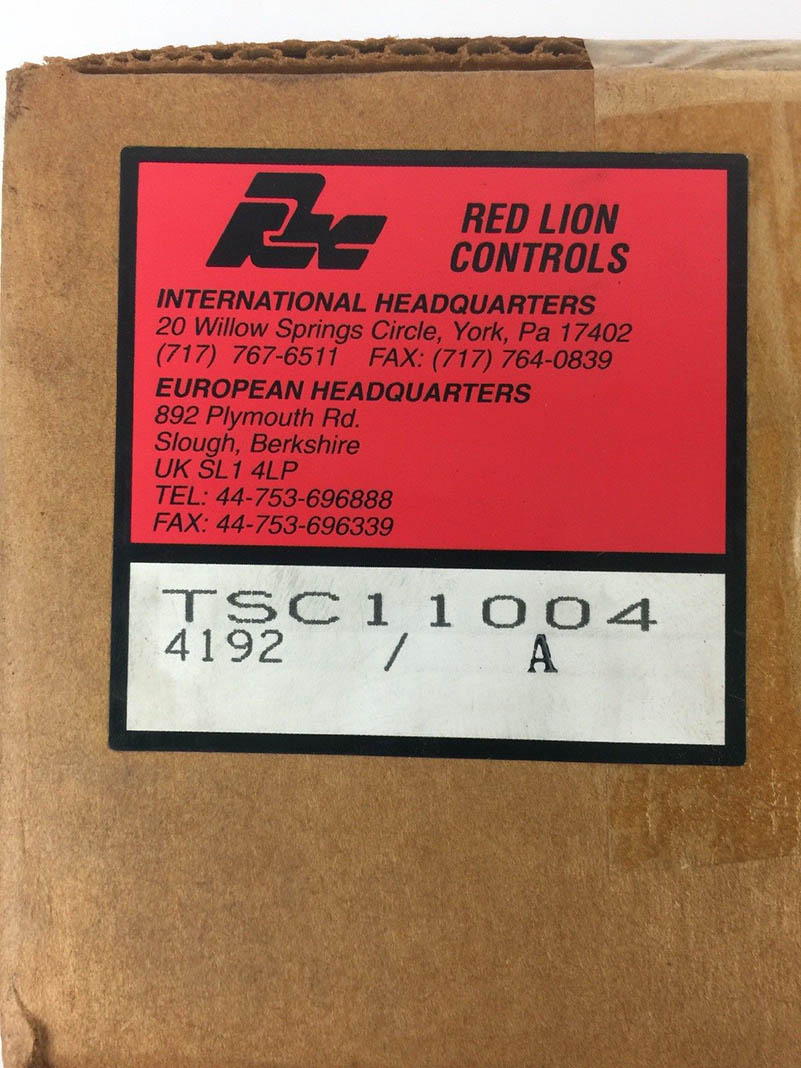 RLC
RED LION
CONTROLS
INTERNATIONAL HEADQUARTERS
20 Willow Springs Circle, York, Pa 17402
(717) 767-6511 FAX: (717) 764-0839
EUROPEAN HEADQUARTERS
892 Plymouth Rd.
Slough, Berkshire
UK SL1 4LP
TEL: 44-753-696888
FAX: 44-753-696339
TSC11004
4192 / A